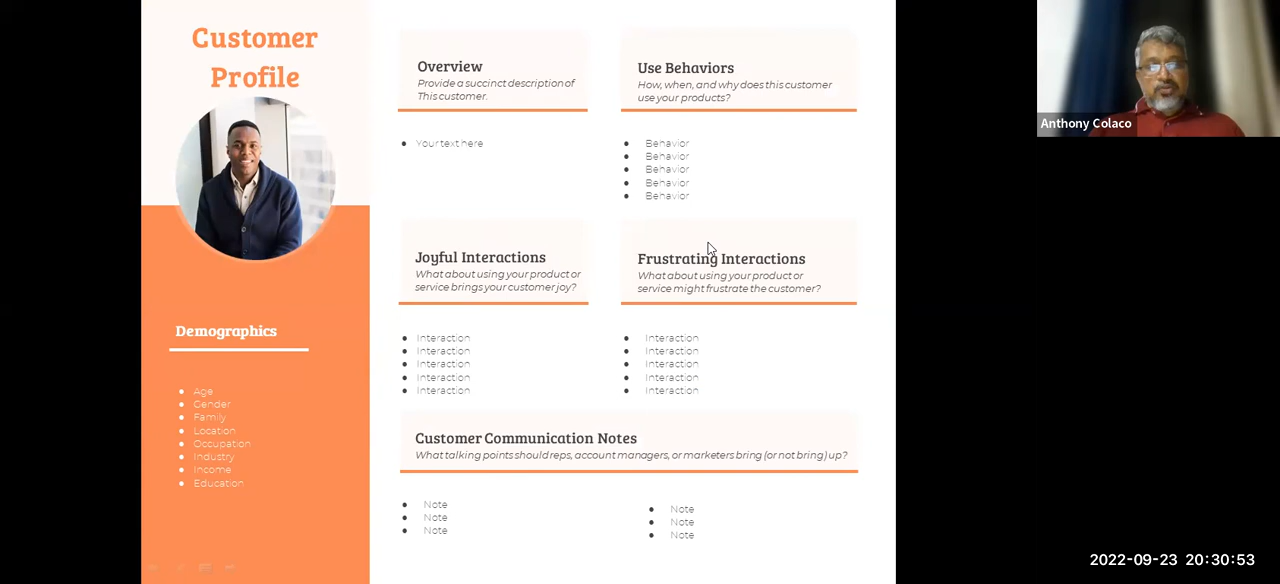 Customer
Profile
Demographics
Age
Gender
Family
Location
Occupation
Industry
Income
Education
Overview
Provide a succinct description of
This customer.
Your text here
Use Behaviors
How, when, and why does this customer
use your products?
Behavior
Behavior
Behavior
Behavior
Behavior
Joyful Interactions
What about using your product or
service brings your customer joy?
Interaction
Interaction
Interaction
Interaction
Interaction
Frustrating Interactions
What about using your product or
service might frustrate the customer?
Interaction
Interaction
Interaction
Interaction
Interaction
Customer Communication Notes
What talking points should reps, account managers, or marketers bring (or not bring) up?
Note
Note
Note
Note
Note
Note
Anthony Colaco
2022-09-23 20:30:53